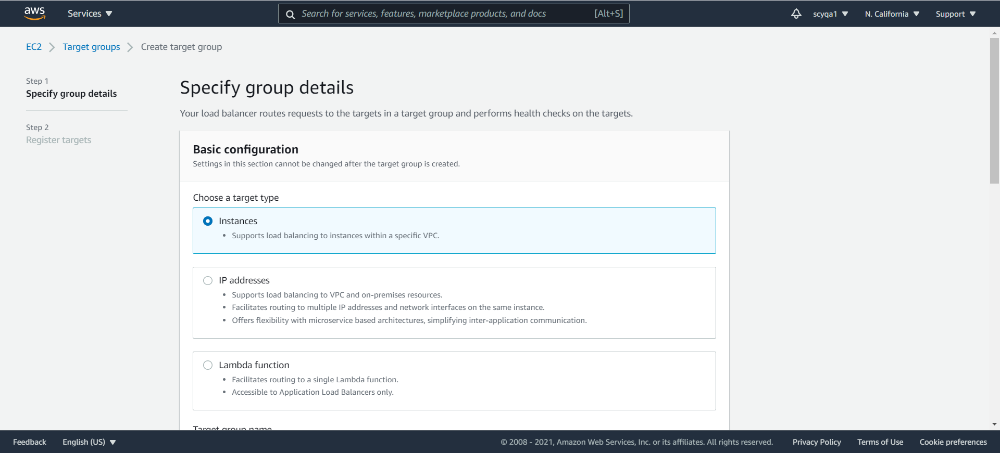 aws
Services
Search for services, features, marketplace products, and docs [Alt+S]
scyqa1
N. California
Support
EC2
Target groups
Create target group
Step 1
Specify group details
Step 2
Register targets
Specify group details
Your load balancer routes requests to the targets in a target group and performs health checks on the targets.
Basic configuration
Settings in this section cannot be changed after the target group is created.
Choose a target type
Instances
Supports load balancing to instances within a specific VPC.
IP addresses
Supports load balancing to VPC and on-premises resources.
Facilitates routing to multiple IP addresses and network interfaces on the same instance.
Offers flexibility with microservice based architectures, simplifying inter-application communication.
Lambda function
Facilitates routing to a single Lambda function.
Accessible to Application Load Balancers only.
Target group name
Feedback
English (US)
© 2008 - 2021, Amazon Web Services, Inc. or its affiliates. All rights reserved.
Privacy Policy
Terms of Use
Cookie preferences